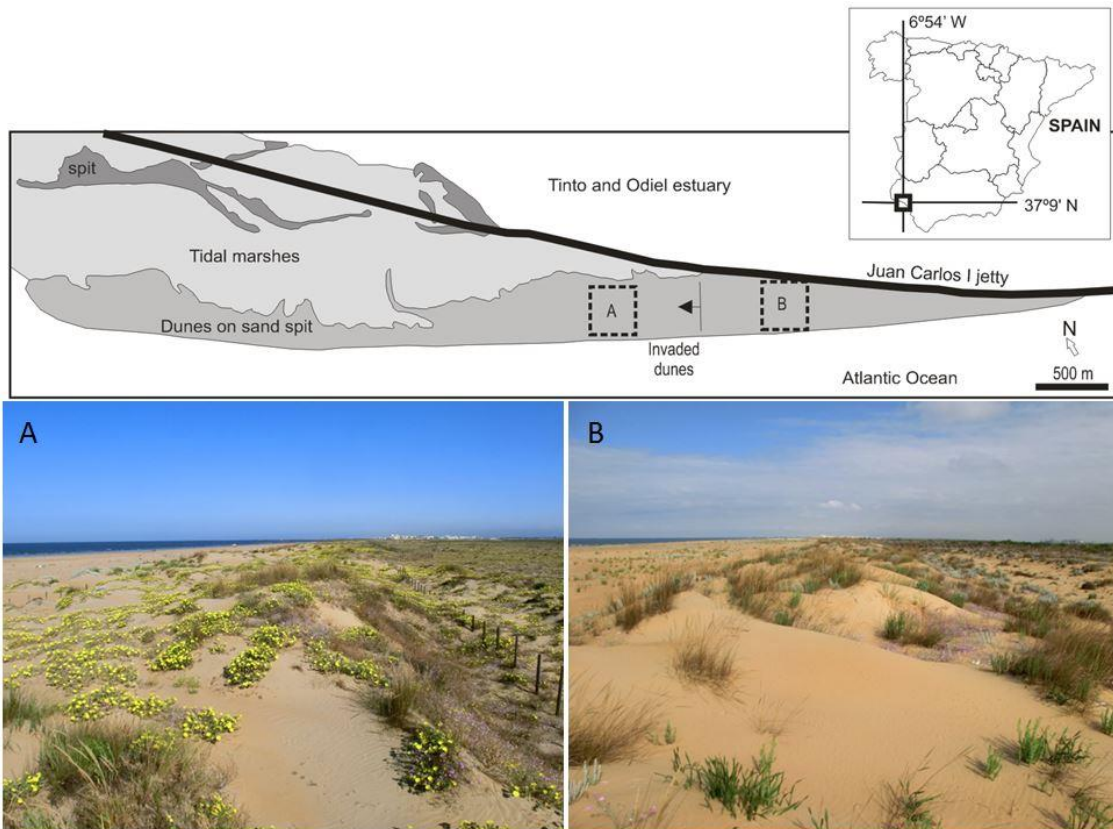 6º54' W
SPAIN
37º9' N
spit
Tinto and Odiel estuary
Tidal marshes
Juan Carlos I jetty
A
B
Dunes on sand spit
Invaded
dunes
N
Atlantic Ocean
500 m
A
B